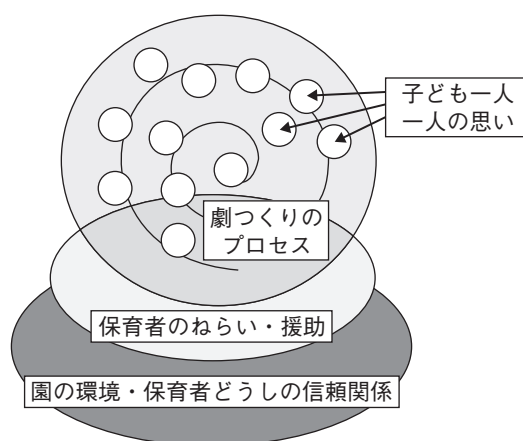 子ども一人
一人の思い
劇つくりの
プロセス
保育者のねらい・援助
園の環境・保育者どうしの信頼関係